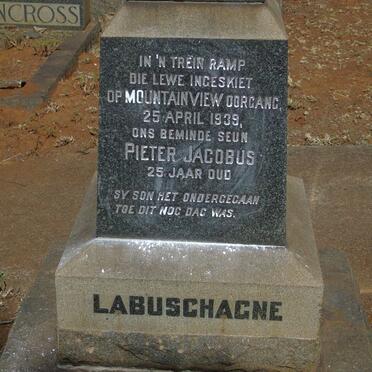 NCROSS
IN 'N TREIN RAMP
DIE LEWE INGESKIET
OP MOUNTAINVIEW OORGANG
25 APRIL 1939,
ONS BEMINDE SEUN
PIETER JACOBUS
25 JAAR OUD
SY SON HET ONDERGEGAAN
TOE DIT NOG DAG WAS.
LABUSCHAGNE